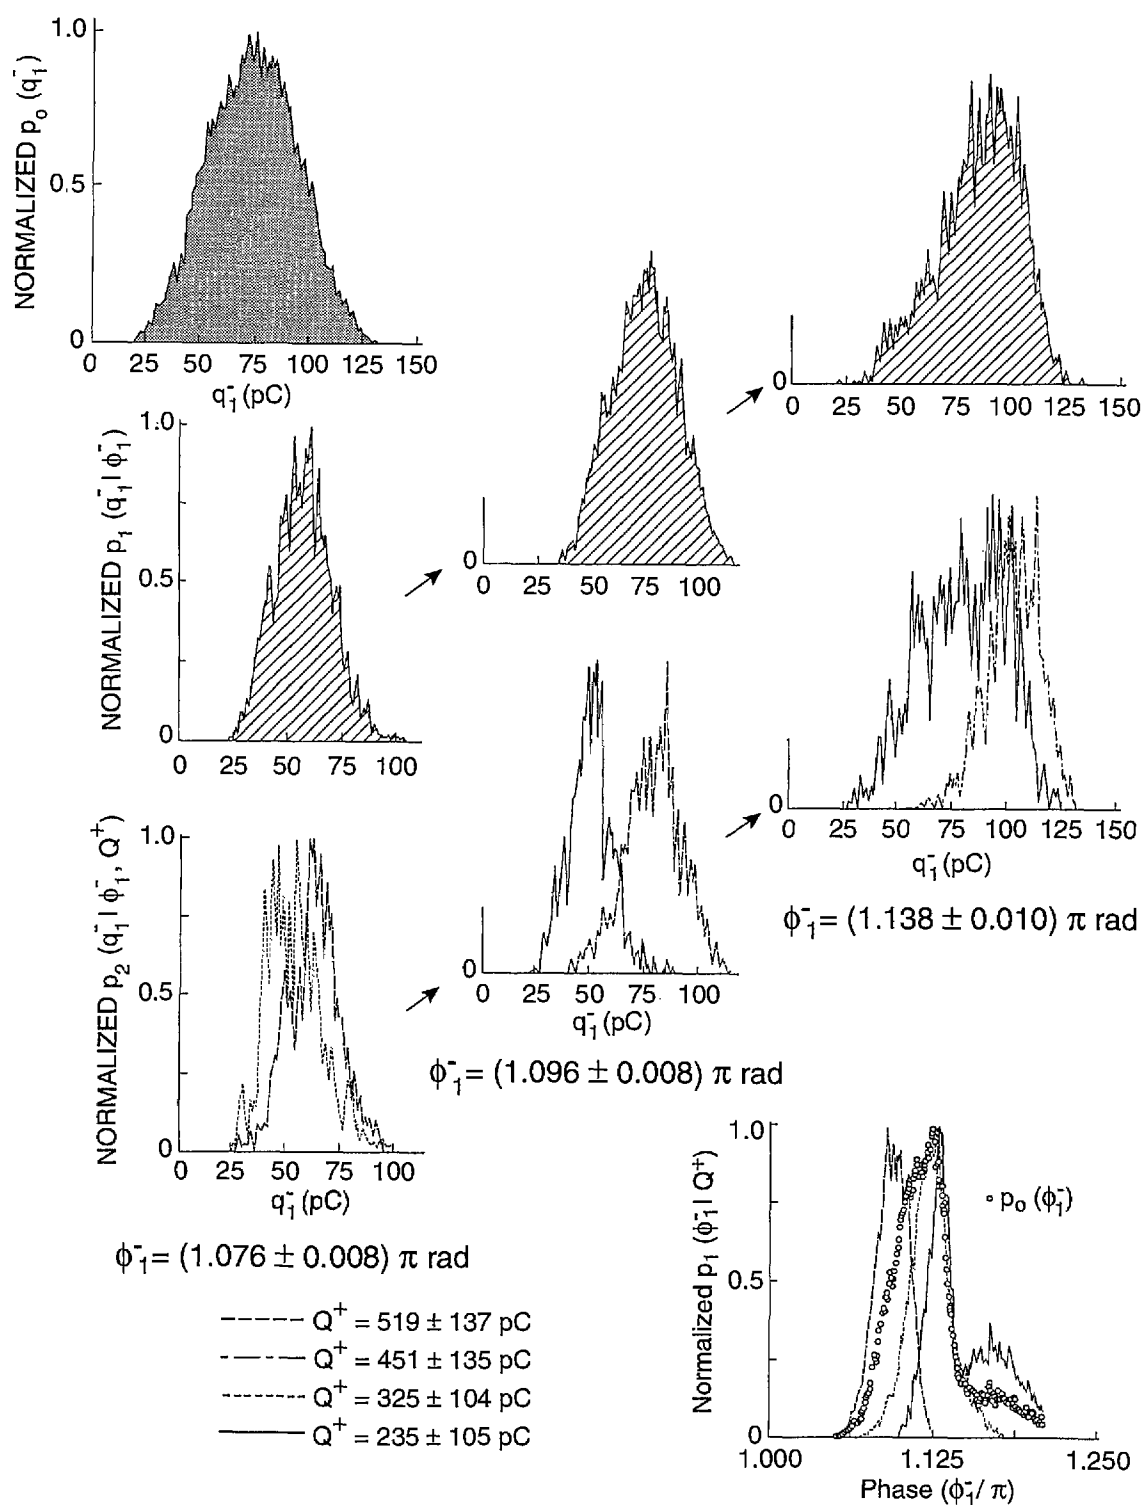 NORMALIZED p₀ (q₁⁻)
1.0
0.5
0
0 25 50 75 100 125 150
q₁⁻ (pC)
0
0 25 50 75 100 125 150
0
0 25 50 75 100
NORMALIZED p₁ (q₁⁻ | ϕ₁⁻)
1.0
0.5
0
0 25 50 75 100
0
0 25 50 75 100 125 150
q₁⁻ (pC)
ϕ₁⁻ = (1.138 ± 0.010) π rad
0
0 25 50 75 100
q₁⁻ (pC)
ϕ₁⁻ = (1.096 ± 0.008) π rad
NORMALIZED p₂ (q₁⁻ | ϕ₁⁻, Q⁺)
1.0
0.5
0
0 25 50 75 100
q₁⁻ (pC)
ϕ₁⁻ = (1.076 ± 0.008) π rad
Q⁺ = 519 ± 137 pC
Q⁺ = 451 ± 135 pC
Q⁺ = 325 ± 104 pC
Q⁺ = 235 ± 105 pC
Normalized p₁ (ϕ₁⁻ | Q⁺)
1.0
0.5
0
p₀ (ϕ₁⁻)
1.000 1.125 1.250
Phase (ϕ₁⁻/ π)